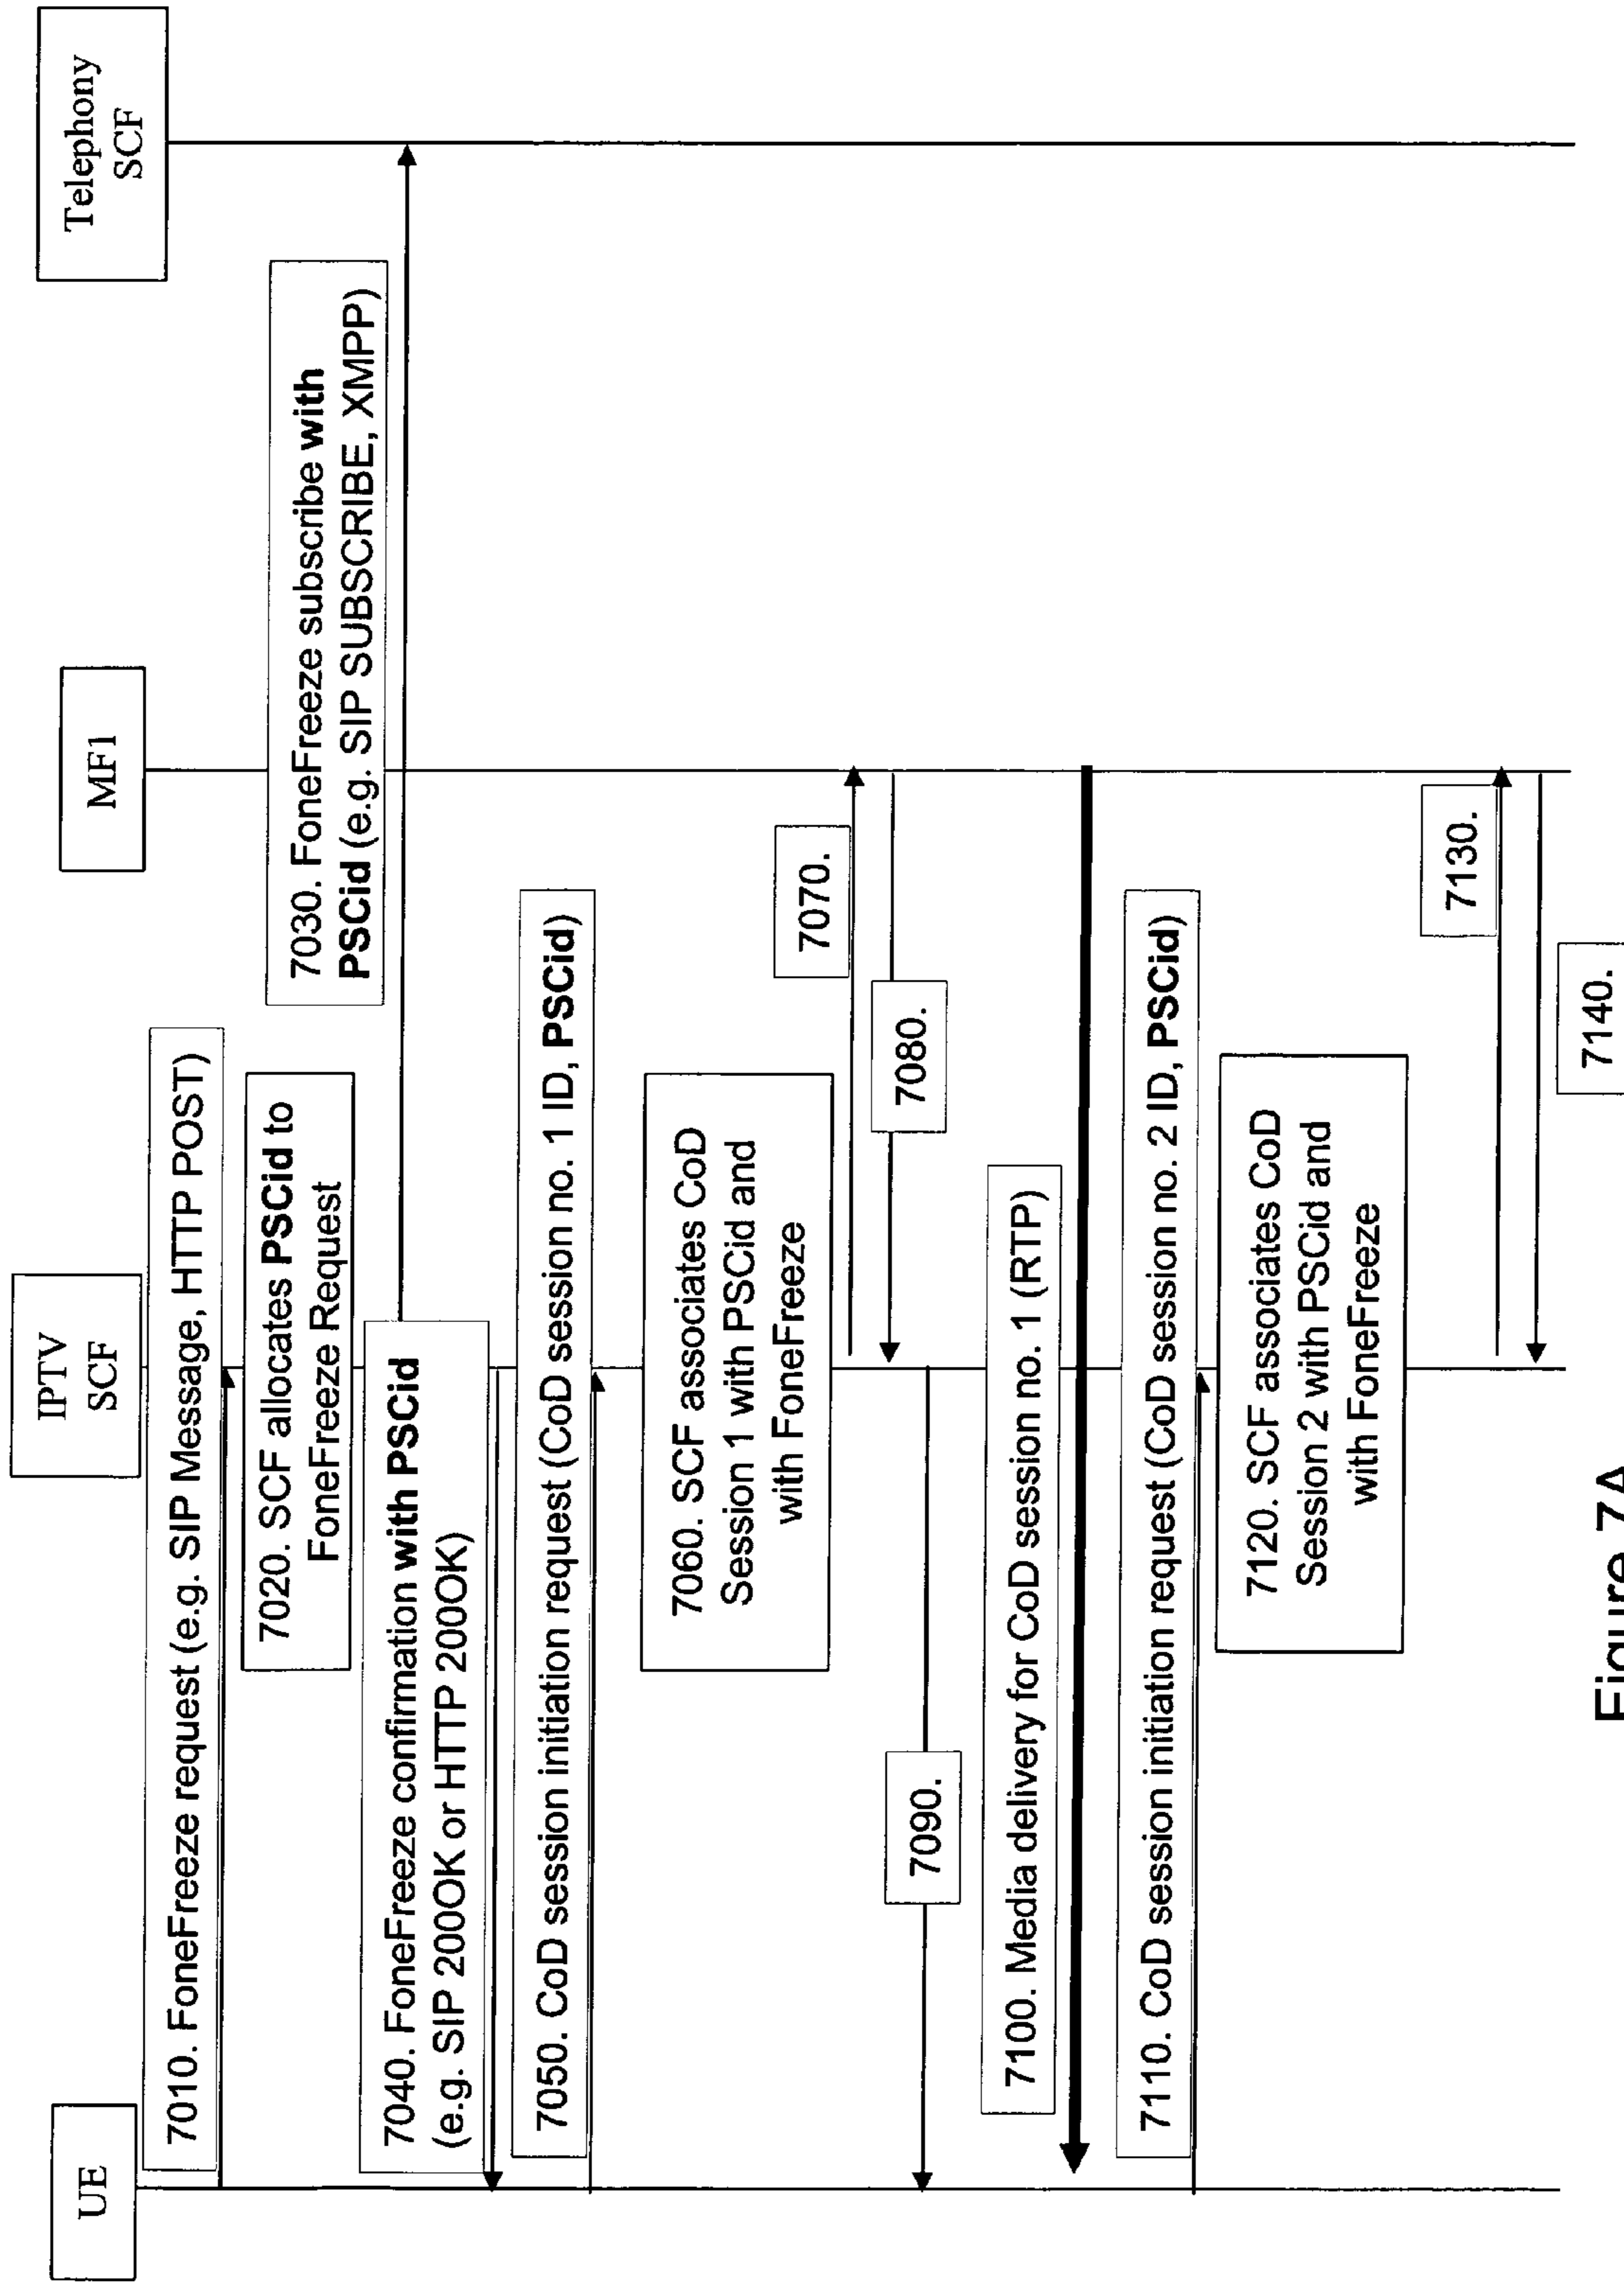 UE
IPTV
SCF
MF1
Telephony
SCF
7010. FoneFreeze request (e.g. SIP Message, HTTP POST)
7020. SCF allocates PSCid to
FoneFreeze Request
7030. FoneFreeze subscribe with
PSCid (e.g. SIP SUBSCRIBE, XMPP)
7040. FoneFreeze confirmation with PSCid
(e.g. SIP 200OK or HTTP 200OK)
7050. CoD session initiation request (CoD session no. 1 ID, PSCid)
7060. SCF associates CoD
Session 1 with PSCid and
with FoneFreeze
7070.
7080.
7090.
7100. Media delivery for CoD session no. 1 (RTP)
7110. CoD session initiation request (CoD session no. 2 ID, PSCid)
7120. SCF associates CoD
Session 2 with PSCid and
with FoneFreeze
7130.
7140.
Figure 7A